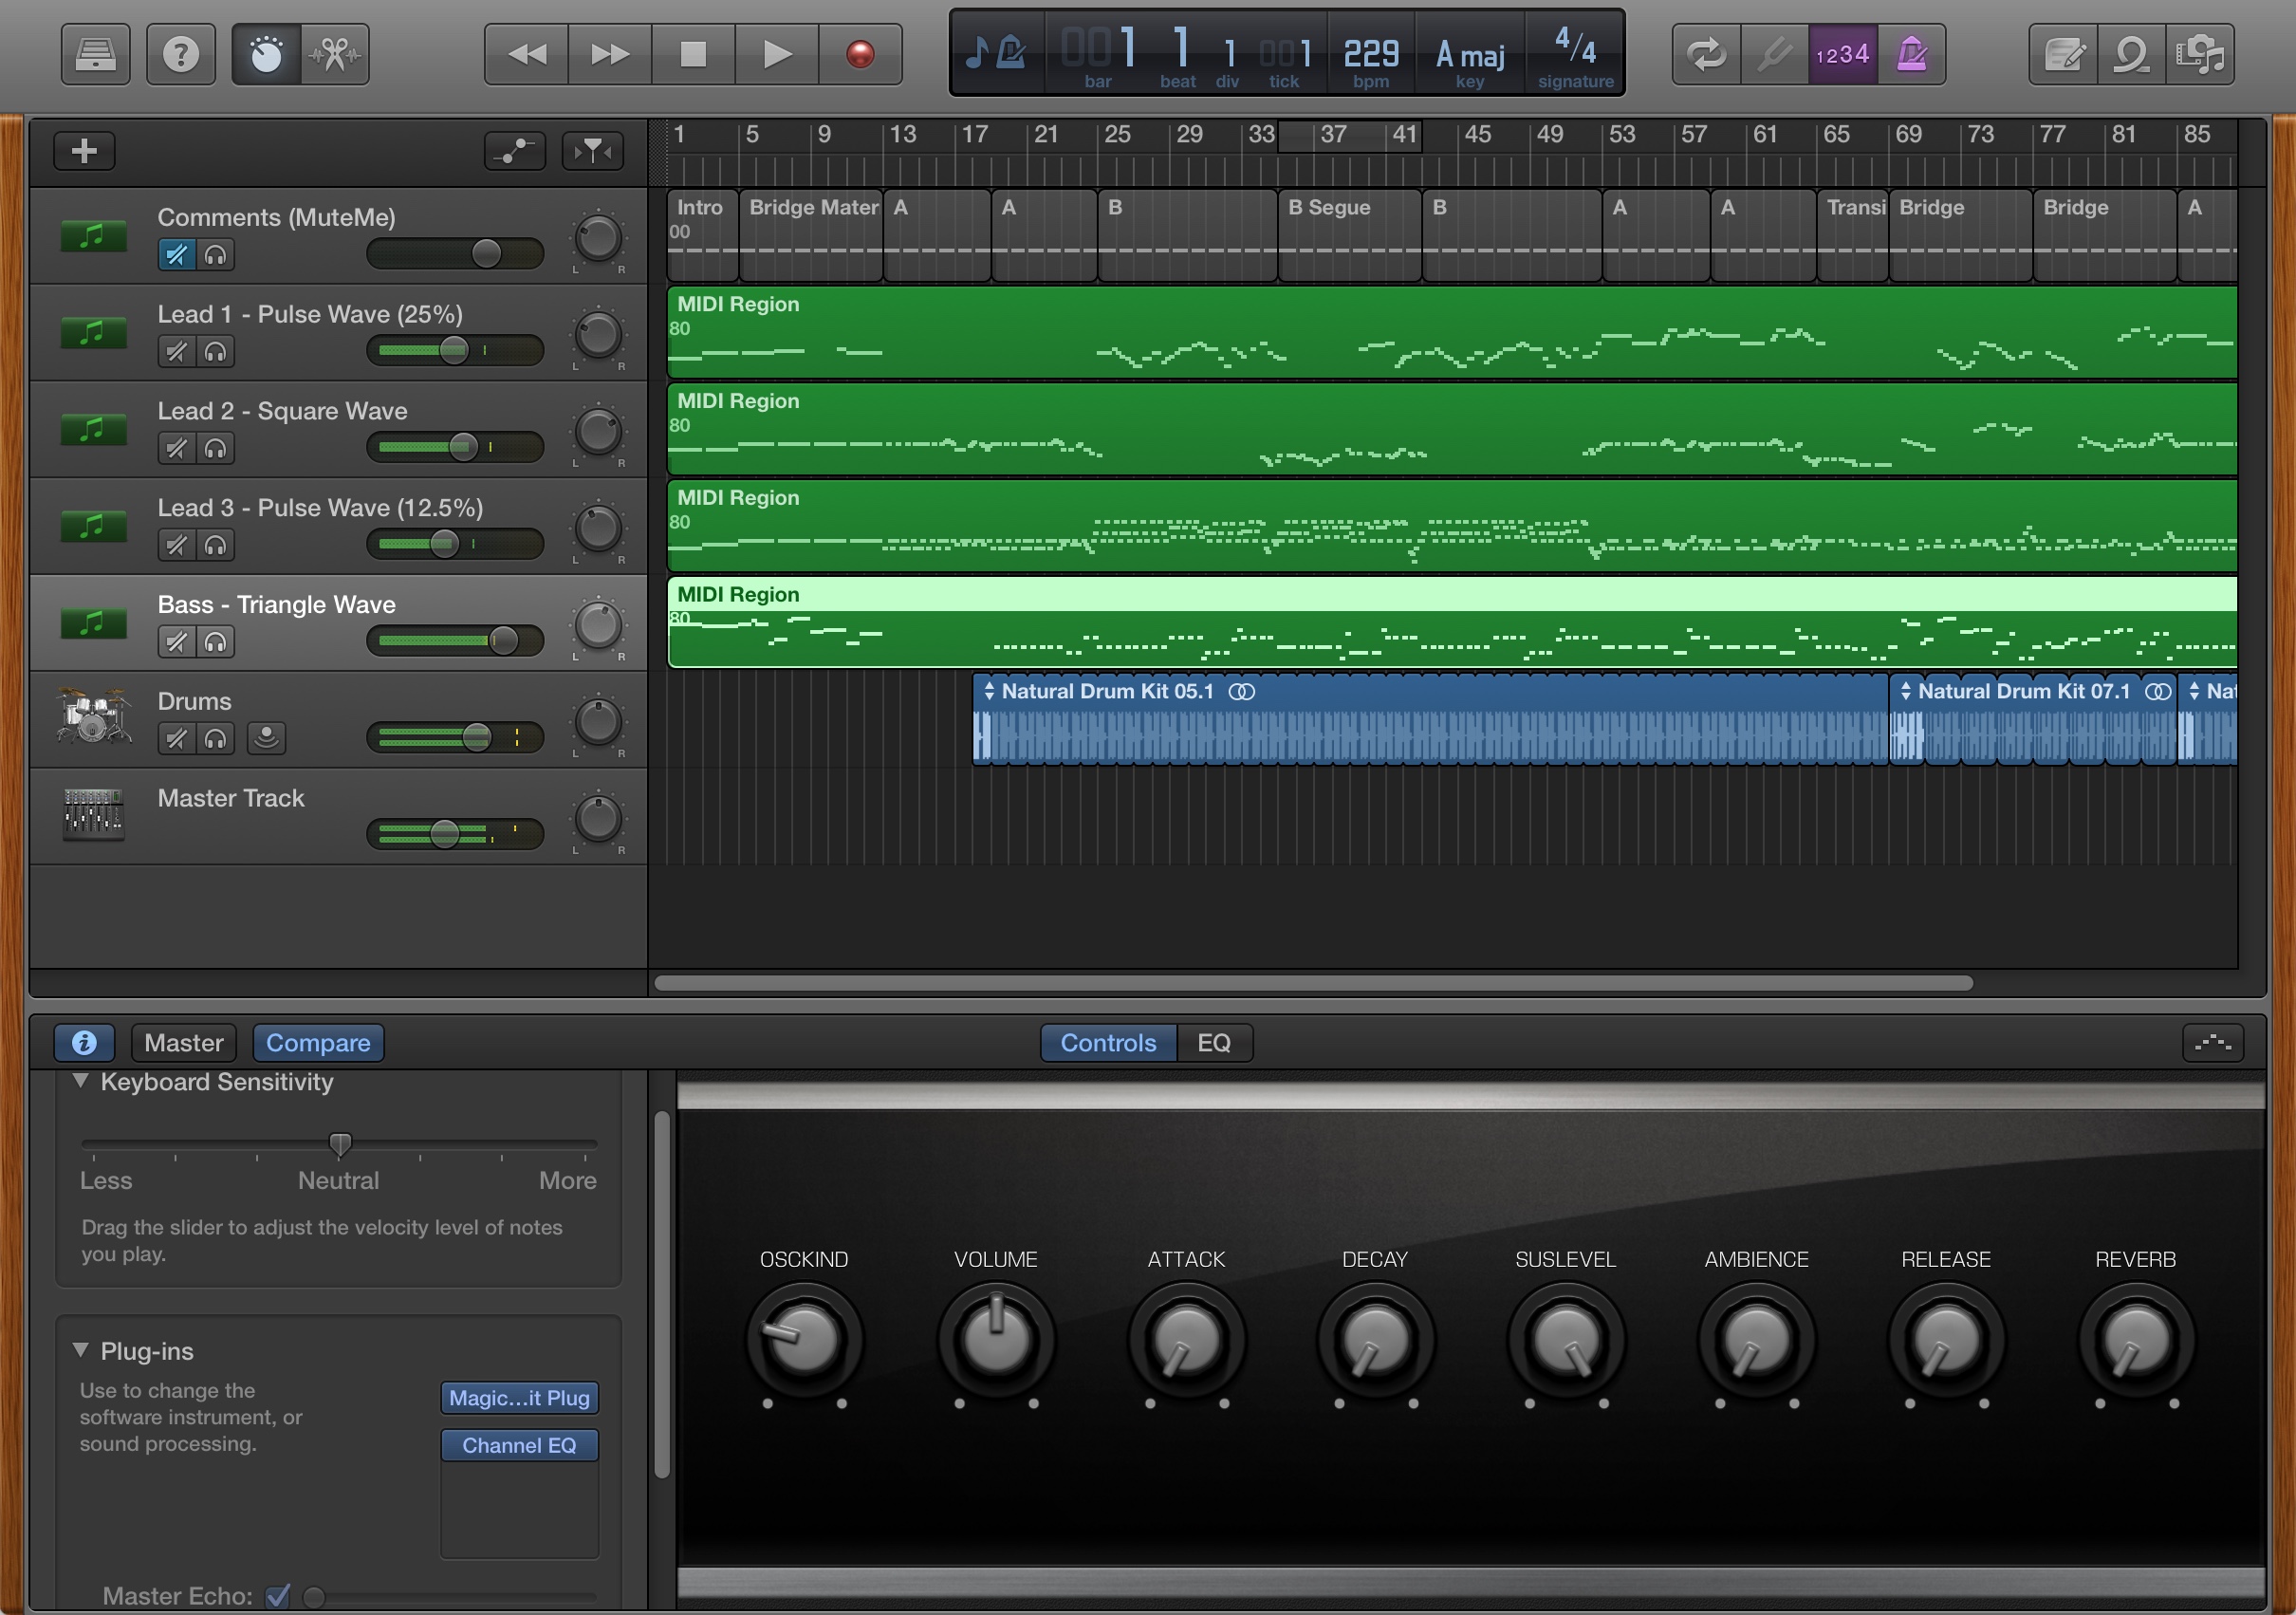 ?
1234
001 1 1 001 229 A maj 4/4
bar beat div tick bpm key signature
1 5 9 13 17 21 25 29 33 37 41 45 49 53 57 61 65 69 73 77 81 85
Comments (MuteMe)
L R
Intro Bridge Mater A A B B Segue B A A Transi Bridge Bridge A
00
Lead 1 - Pulse Wave (25%)
L R
MIDI Region
80
Lead 2 - Square Wave
L R
MIDI Region
80
Lead 3 - Pulse Wave (12.5%)
L R
MIDI Region
80
Bass - Triangle Wave
L R
MIDI Region
80
Drums
L R
Natural Drum Kit 05.1 Natural Drum Kit 07.1 Nat
Master Track
L R
i Master Compare Controls EQ
Keyboard Sensitivity
Less Neutral More
Drag the slider to adjust the velocity level of notes
you play.
Plug-ins
Use to change the
software instrument, or
sound processing.
Magic...it Plug
Channel EQ
Master Echo:
OSCKIND VOLUME ATTACK DECAY SUSLEVEL AMBIENCE RELEASE REVERB